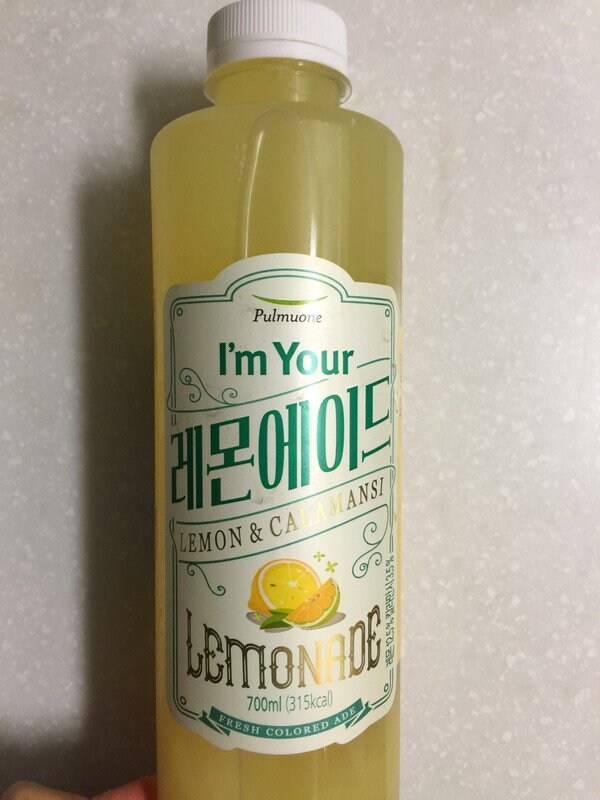 Pulmuone
I'm Your
레몬에이드
LEMON & CALAMANSI
LEMONADE
700ml (315kcal)
FRESH COLORED ADE